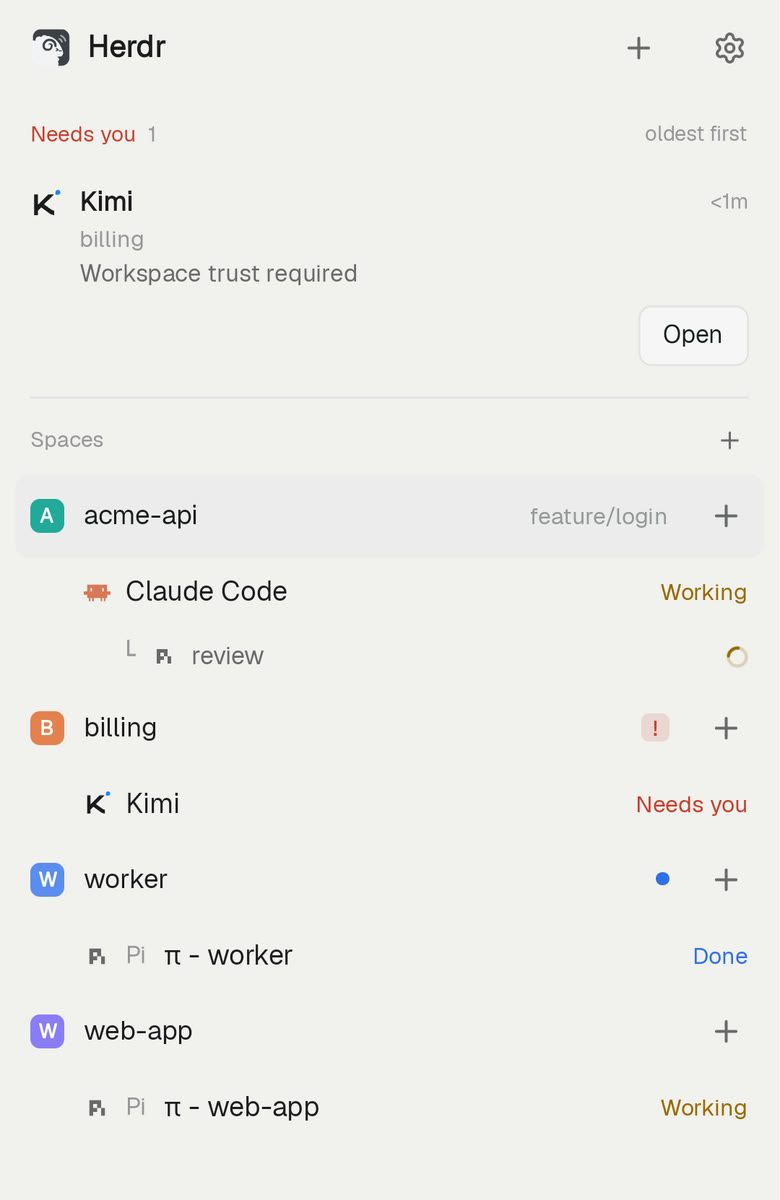 Herdr
Needs you 1 oldest first
Kimi <1m
billing
Workspace trust required
Open
Spaces
A acme-api feature/login
Claude Code Working
review
B billing !
Kimi Needs you
W worker
Pi π - worker Done
W web-app
Pi π - web-app Working